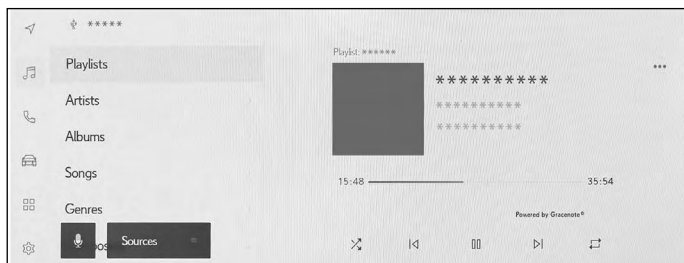 *****
Playlists
Artists
Albums
Songs
Genres
Sources
Playlist: ******
**********
**********
**********
15:48
35:54
Powered by Gracenote®